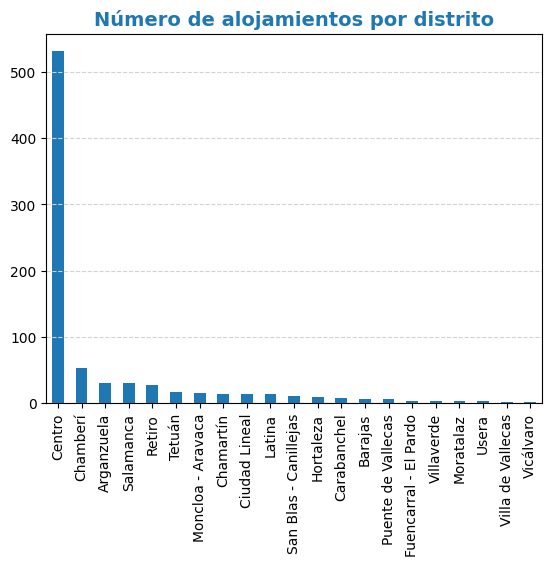 Número de alojamientos por distrito
500
400
300
200
100
0
Centro
Chamberí
Arganzuela
Salamanca
Retiro
Tetuán
Moncloa - Aravaca
Chamartín
Ciudad Lineal
Latina
San Blas - Canillejas
Hortaleza
Carabanchel
Barajas
Puente de Vallecas
Fuencarral - El Pardo
Villaverde
Moratalaz
Usera
Villa de Vallecas
Vicálvaro